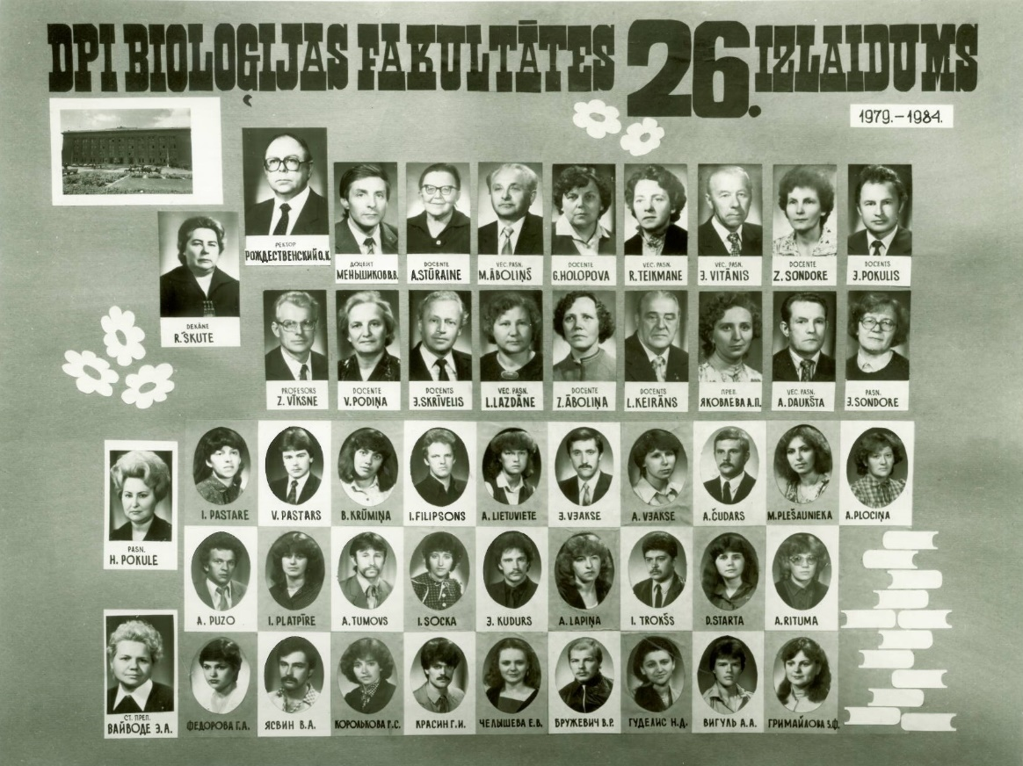 DPI BIOLOĢIJAS FAKULTĀTES 26. IZLAIDUMS
1979.-1984.
РЕКТОР
РОЖДЕСТВЕНСКИЙ О.К.
ДОЦЕНТ
МЕНЬШИКОВ В.В.
DOCENTE
A.STŪRAINE
VEC. PASN.
M.ĀBOLIŅŠ
DOCENTE
G.HOLOPOVA
VEC. PASN.
R.TEIKMANE
VEC. PASN.
J. VITĀNIS
DOCENTE
Z. SONDORE
DOCENTS
J.POKULIS
DEKĀNE
R. ŠKUTE
PROFESORS
Z. VĪKSNE
DOCENTE
V. PODIŅA
DOCENTS
J.SKRĪVELIS
VEC. PASN.
L.LAZDĀNE
DOCENTE
Z.ĀBOLIŅA
DOCENTS
L.KEIRĀNS
ПРЕП.
ЯКОВЛЕВА А.П.
VEC. PASN.
A. DAUKŠTA
PASN.
J.SONDORE
PASN.
H. POKULE
I. PASTARE
V. PASTARS
B. KRŪMIŅA
I. FILIPSONS
A. LIETUVIETE
J. VJAKSE
A. VJAKSE
A. ČUDARS
M.PLEŠAUNIEKA
A. PLOCIŅA
A. PUZO
I. PLATPĪRE
A. TUMOVS
I. SOCKA
J. KUDURS
A. LAPIŅA
I. TROKŠS
D.STARTA
A. RITUMA
СТ. ПРЕП.
ВАЙВОДЕ Э.А.
ФЕДОРОВА Г.А.
ЯСВИН В.А.
КОРОЛЬКОВА Р.С.
КРАСИН Г.И.
ЧЕЛЫШЕВА Е.В.
БРУЖЕВИЧ В.Р.
ГУДЕЛИС Н.Д.
ВИГУЛЬ А.А.
ГРИМАЙЛОВА З.Ф.